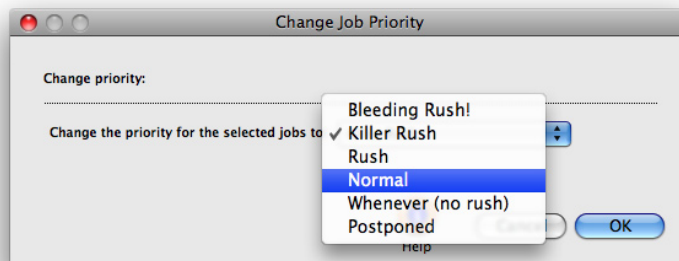 Change Job Priority
Change priority:
Change the priority for the selected jobs to
Bleeding Rush!
✓ Killer Rush
Rush
Normal
Whenever (no rush)
Postponed
Cancel
OK
Help